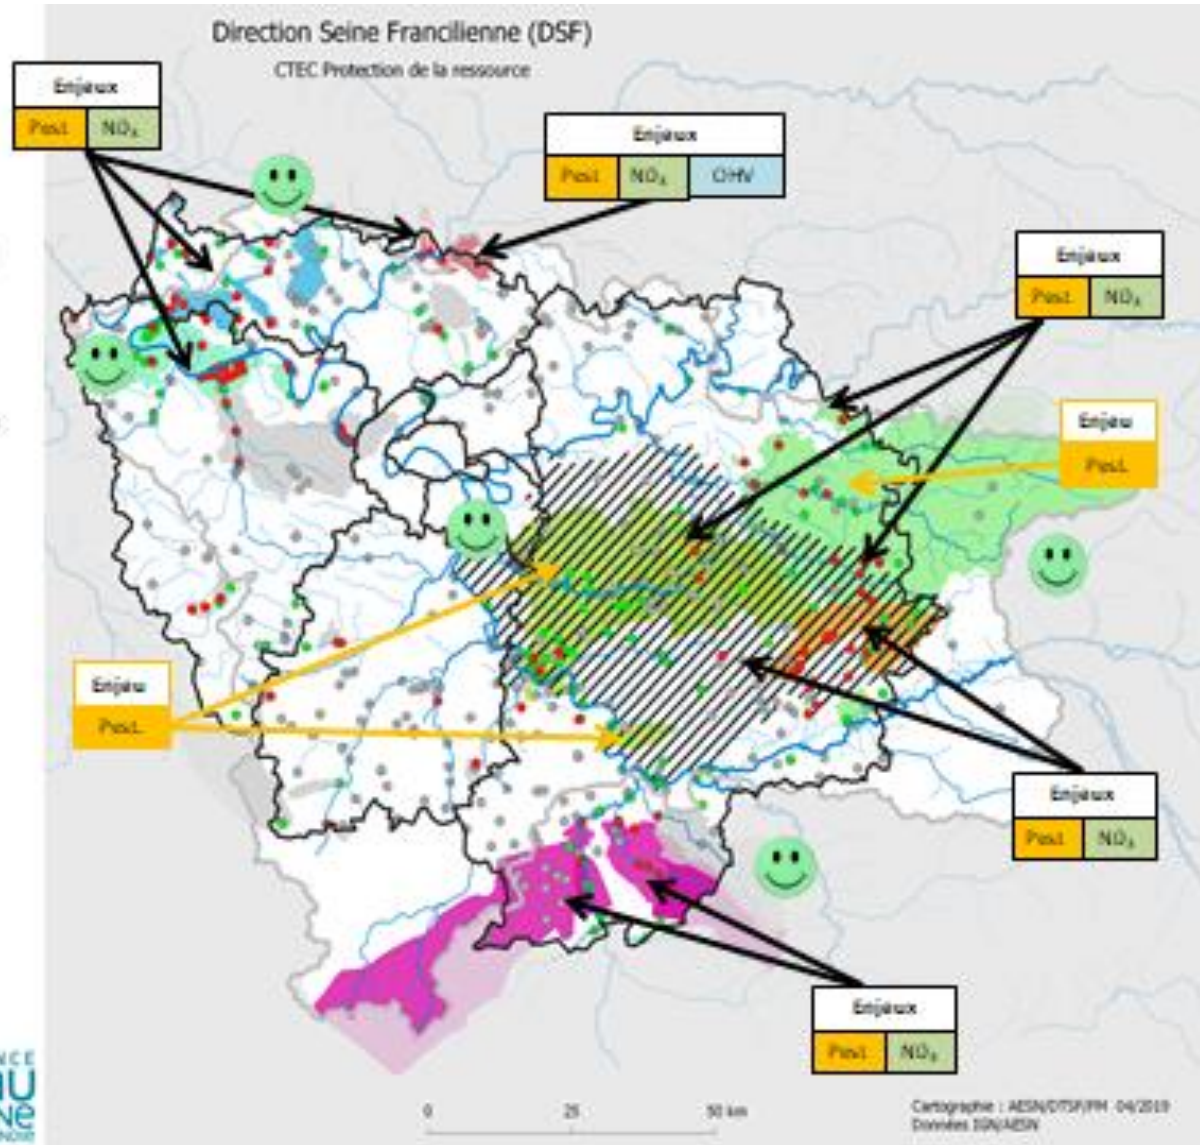 Direction Seine Francilienne (DSF)
CTEC Protection de la ressource
Enjeux
Pest NO₃
Enjeux
Pest NO₃ OHV
Enjeux
Pest NO₃
Enjeu
Pest.
Enjeu
Pest.
Enjeux
Pest NO₃
Enjeux
Pest NO₃
0 25 50 km
Cartographie : AESN/DTSF/PM 04/2019
Données IGN/AESN